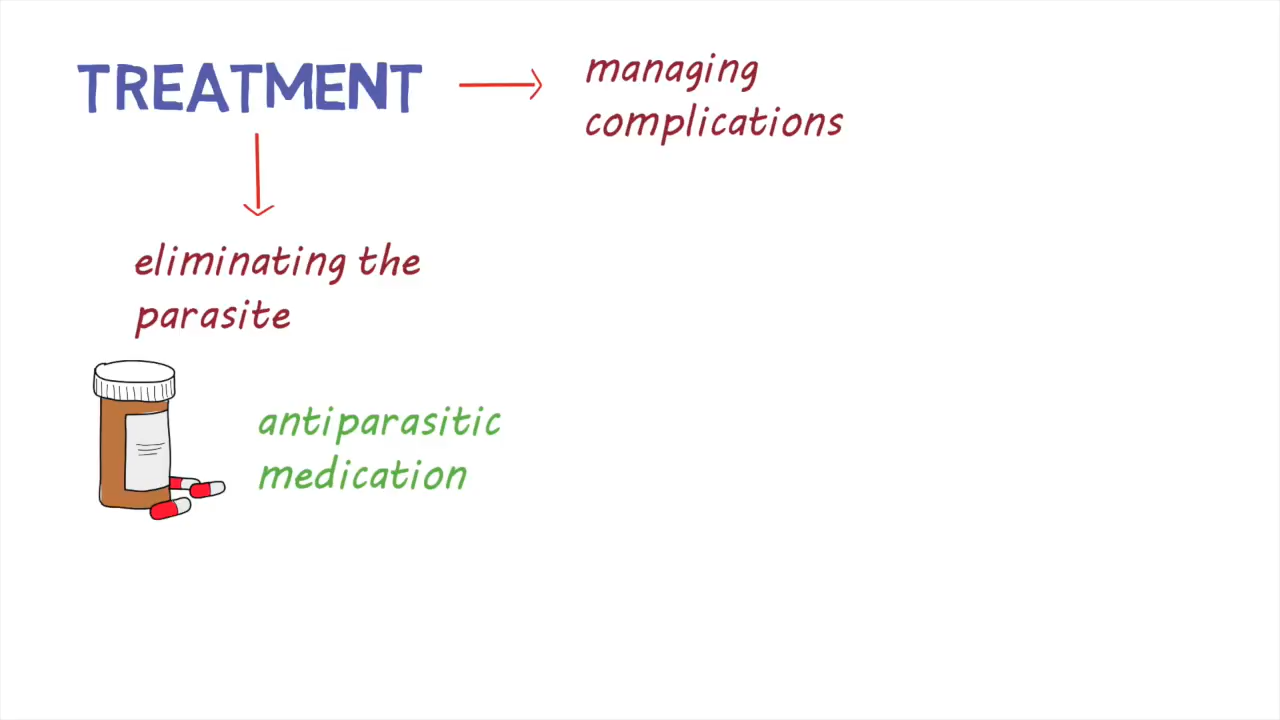 TREATMENT
managing
complications
eliminating the
parasite
antiparasitic
medication